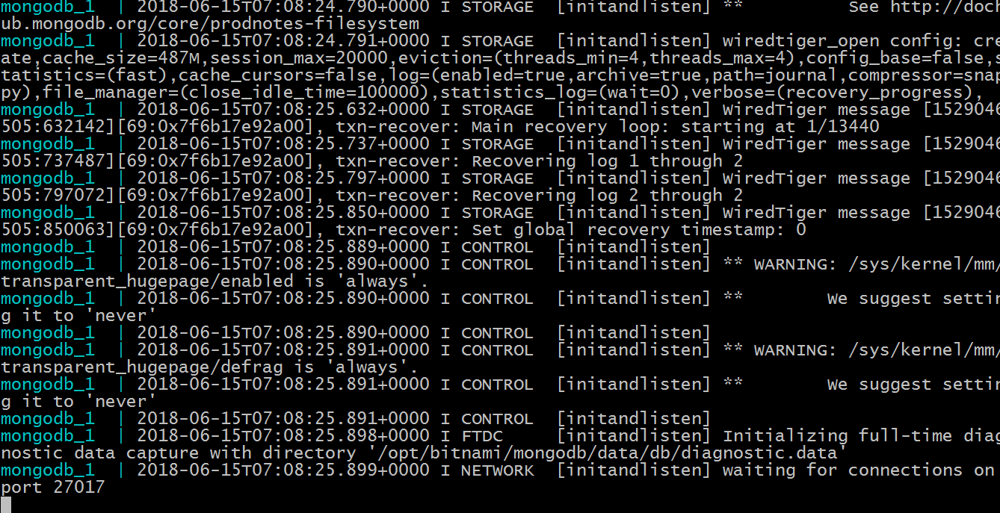 mongodb_1  | 2018-06-15T07:08:24.790+0000 I STORAGE  [initandlisten] **          See http://doch
ub.mongodb.org/core/prodnotes-filesystem
mongodb_1  | 2018-06-15T07:08:24.791+0000 I STORAGE  [initandlisten] wiredtiger_open config: cre
ate,cache_size=487M,session_max=20000,eviction=(threads_min=4,threads_max=4),config_base=false,s
tatistics=(fast),cache_cursors=false,log=(enabled=true,archive=true,path=journal,compressor=snap
py),file_manager=(close_idle_time=100000),statistics_log=(wait=0),verbose=(recovery_progress),
mongodb_1  | 2018-06-15T07:08:25.632+0000 I STORAGE  [initandlisten] WiredTiger message [1529046
505:632142][69:0x7f6b17e92a00], txn-recover: Main recovery loop: starting at 1/13440
mongodb_1  | 2018-06-15T07:08:25.737+0000 I STORAGE  [initandlisten] WiredTiger message [1529046
505:737487][69:0x7f6b17e92a00], txn-recover: Recovering log 1 through 2
mongodb_1  | 2018-06-15T07:08:25.797+0000 I STORAGE  [initandlisten] WiredTiger message [1529046
505:797072][69:0x7f6b17e92a00], txn-recover: Recovering log 2 through 2
mongodb_1  | 2018-06-15T07:08:25.850+0000 I STORAGE  [initandlisten] WiredTiger message [1529046
505:850063][69:0x7f6b17e92a00], txn-recover: Set global recovery timestamp: 0
mongodb_1  | 2018-06-15T07:08:25.889+0000 I CONTROL  [initandlisten]
mongodb_1  | 2018-06-15T07:08:25.890+0000 I CONTROL  [initandlisten] ** WARNING: /sys/kernel/mm/
transparent_hugepage/enabled is 'always'.
mongodb_1  | 2018-06-15T07:08:25.890+0000 I CONTROL  [initandlisten] **        We suggest settin
g it to 'never'
mongodb_1  | 2018-06-15T07:08:25.890+0000 I CONTROL  [initandlisten]
mongodb_1  | 2018-06-15T07:08:25.891+0000 I CONTROL  [initandlisten] ** WARNING: /sys/kernel/mm/
transparent_hugepage/defrag is 'always'.
mongodb_1  | 2018-06-15T07:08:25.891+0000 I CONTROL  [initandlisten] **        We suggest settin
g it to 'never'
mongodb_1  | 2018-06-15T07:08:25.891+0000 I CONTROL  [initandlisten]
mongodb_1  | 2018-06-15T07:08:25.898+0000 I FTDC     [initandlisten] Initializing full-time diag
nostic data capture with directory '/opt/bitnami/mongodb/data/db/diagnostic.data'
mongodb_1  | 2018-06-15T07:08:25.899+0000 I NETWORK  [initandlisten] waiting for connections on
port 27017